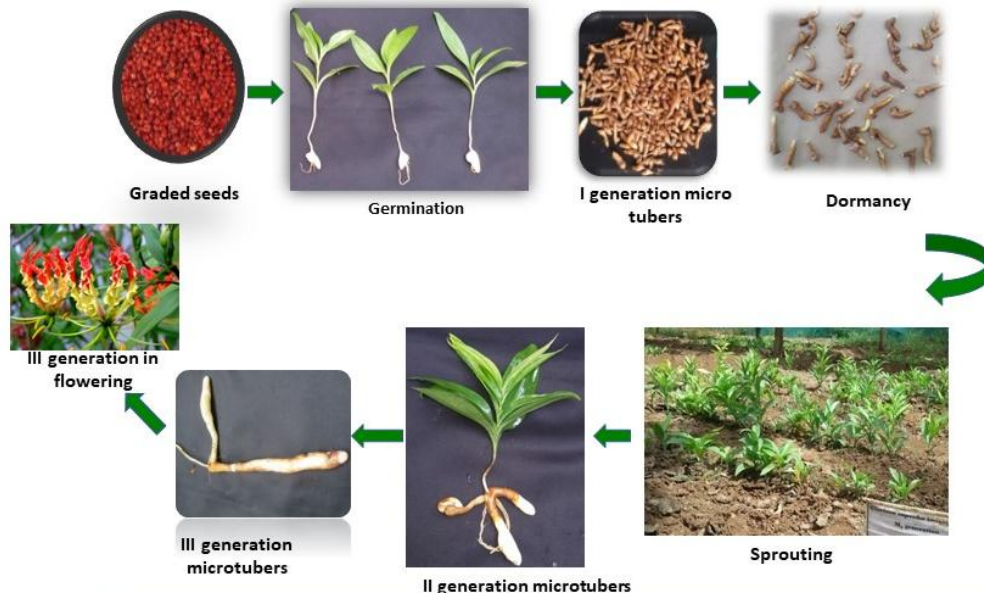 Graded seeds
Germination
I generation micro
tubers
Dormancy
III generation in
flowering
III generation
microtubers
II generation microtubers
Sprouting